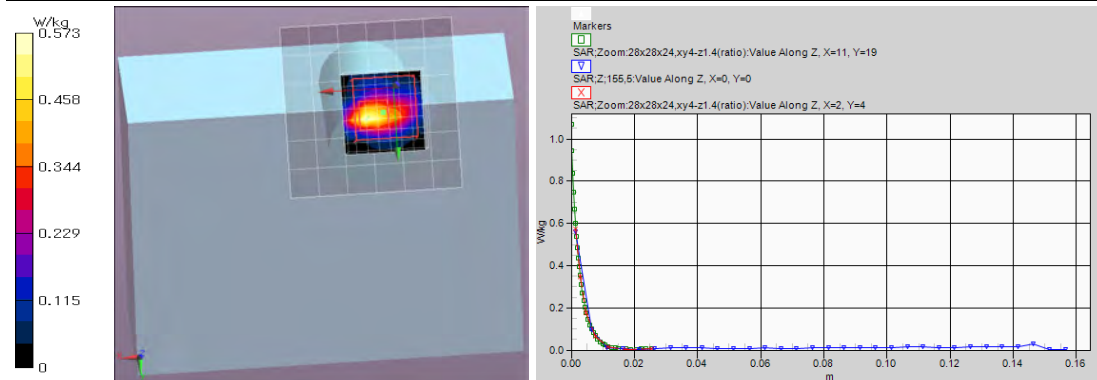 W/kg
0.573
0.458
0.344
0.229
0.115
0
Markers
SAR;Zoom:28x28x24,xy4-z1.4(ratio):Value Along Z, X=11, Y=19
SAR;Z;155,5:Value Along Z, X=0, Y=0
SAR;Zoom:28x28x24,xy4-z1.4(ratio):Value Along Z, X=2, Y=4
1.0
0.8
0.6
0.4
0.2
0.0
W/kg
0.00 0.02 0.04 0.06 0.08 0.10 0.12 0.14 0.16
m